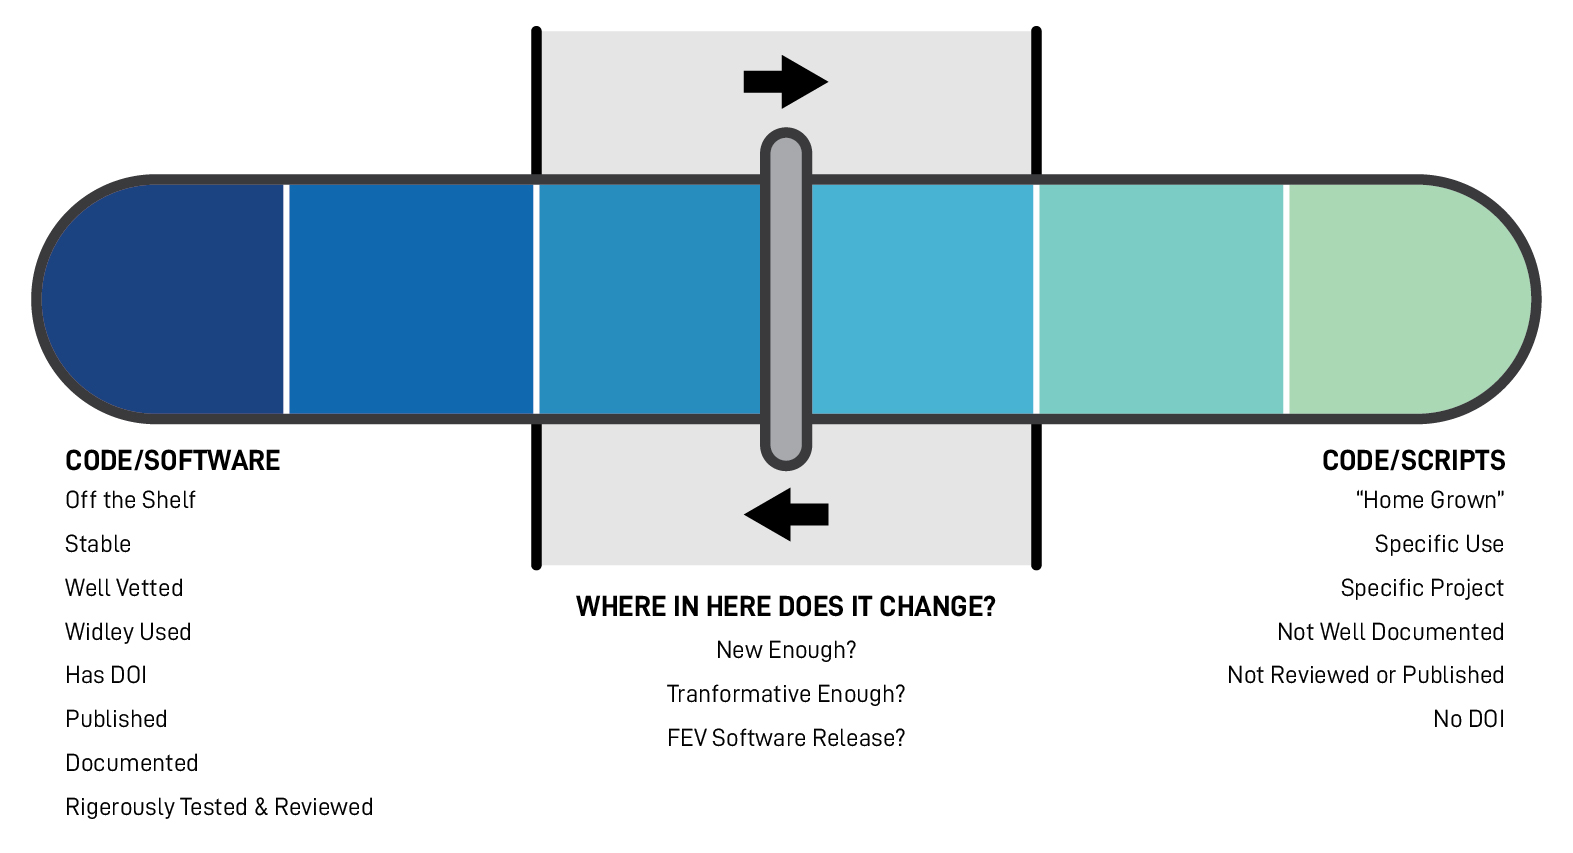 CODE/SOFTWARE
Off the Shelf
Stable
Well Vetted
Widley Used
Has DOI
Published
Documented
Rigerously Tested & Reviewed
WHERE IN HERE DOES IT CHANGE?
New Enough?
Tranformative Enough?
FEV Software Release?
CODE/SCRIPTS
“Home Grown”
Specific Use
Specific Project
Not Well Documented
Not Reviewed or Published
No DOI